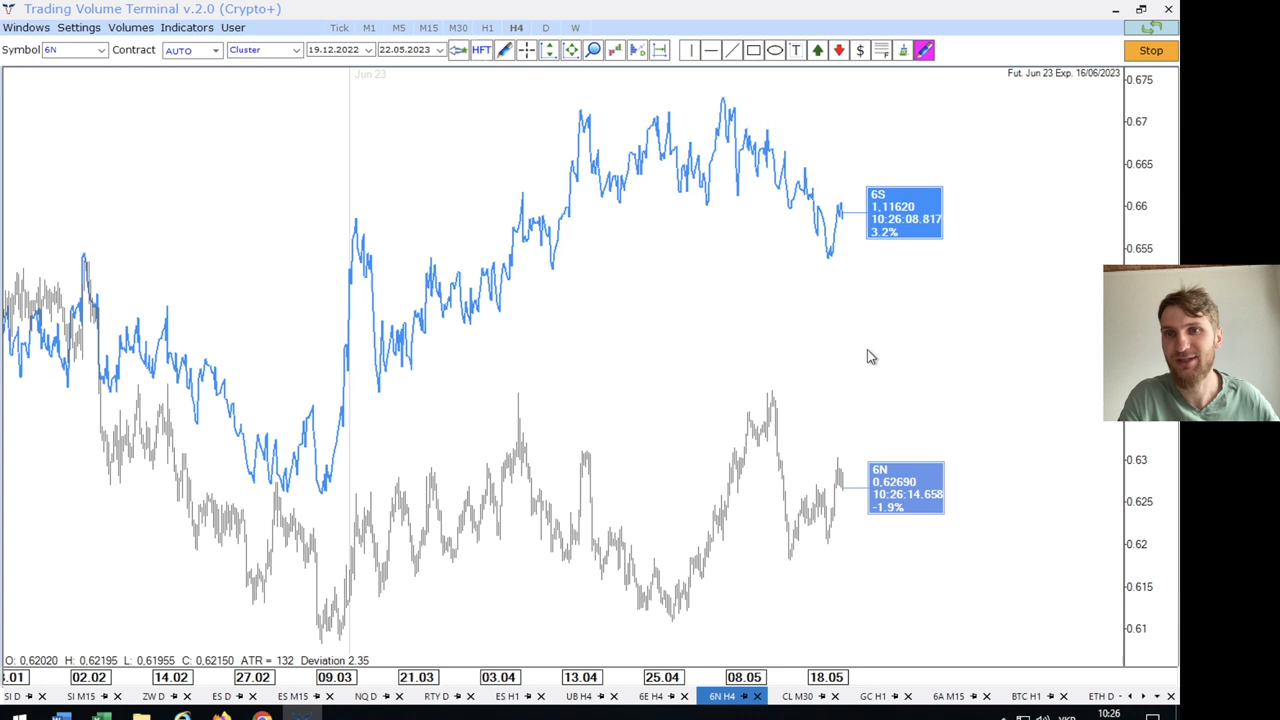 Trading Volume Terminal v.2.0 (Crypto+)
Windows Settings Volumes Indicators User Tick M1 M5 M15 M30 H1 H4 D W
Symbol 6N Contract AUTO Cluster 19.12.2022 22.05.2023 HFT T $ F Stop
Jun 23
Fut. Jun 23 Exp. 16/06/2023
0.675
0.67
0.665
0.66
0.655
0.63
0.625
0.62
0.615
0.61
6S
1,11620
10:26:08.817
3.2%
6N
0,62690
10:26:14.658
-1.9%
O: 0,62020 H: 0,62195 L: 0,61955 C: 0,62150 ATR = 132 Deviation 2.35
.01 02.02 14.02 27.02 09.03 21.03 03.04 13.04 25.04 08.05 18.05
SI D SI M15 ZW D ES D ES M15 NQ D RTY D ES H1 UB H4 6E H4 6N H4 CL M30 GC H1 6A M15 BTC H1 ETH D
10:26